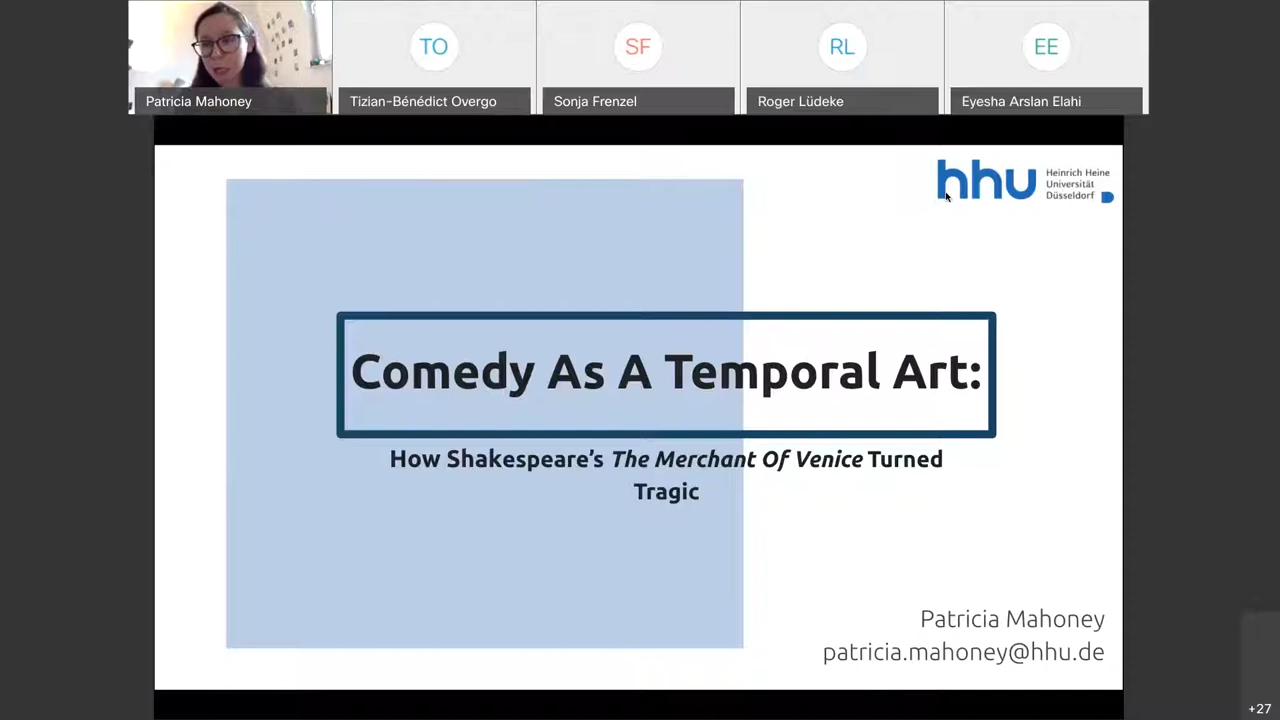 TO
SF
RL
EE
Patricia Mahoney
Tizian-Bénédict Overgo
Sonja Frenzel
Roger Lüdeke
Eyesha Arslan Elahi
hhu
Heinrich Heine
Universität
Düsseldorf
Comedy As A Temporal Art:
How Shakespeare's The Merchant Of Venice Turned
Tragic
Patricia Mahoney
patricia.mahoney@hhu.de
+27